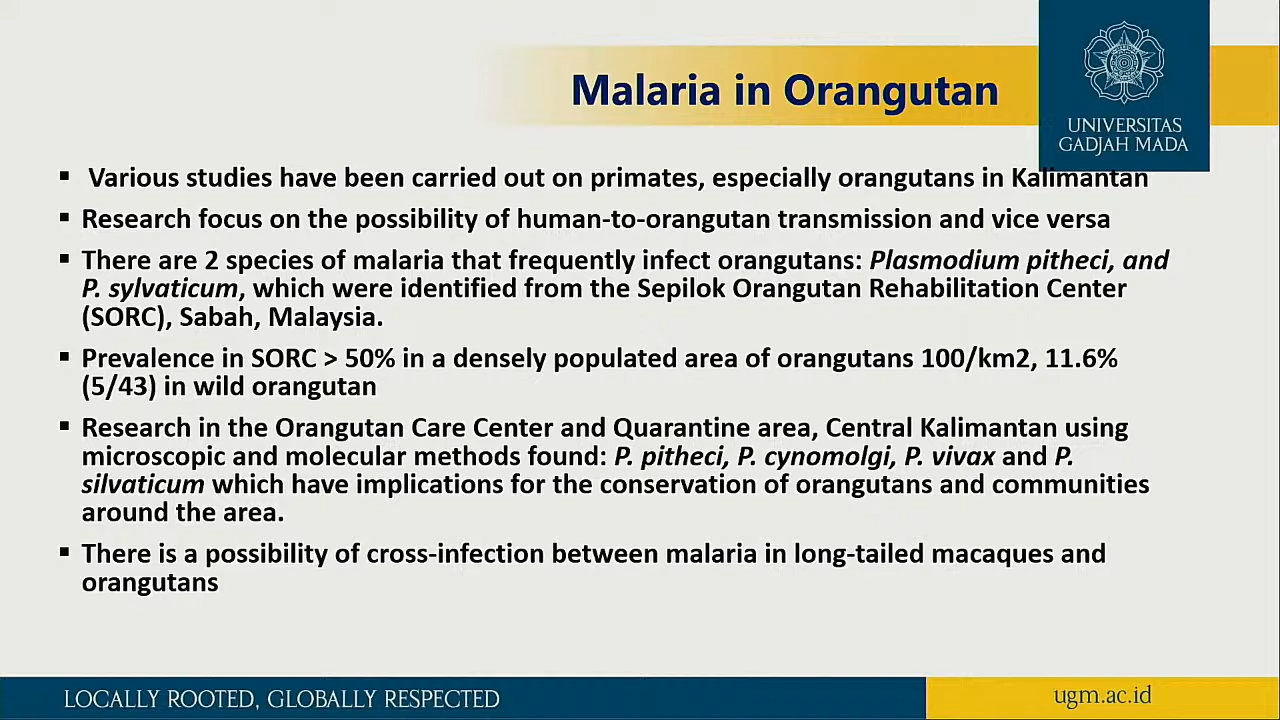 Malaria in Orangutan
UNIVERSITAS
GADJAH MADA
▪ Various studies have been carried out on primates, especially orangutans in Kalimantan
▪ Research focus on the possibility of human-to-orangutan transmission and vice versa
▪ There are 2 species of malaria that frequently infect orangutans: Plasmodium pitheci, and
P. sylvaticum, which were identified from the Sepilok Orangutan Rehabilitation Center
(SORC), Sabah, Malaysia.
▪ Prevalence in SORC > 50% in a densely populated area of orangutans 100/km2, 11.6%
(5/43) in wild orangutan
▪ Research in the Orangutan Care Center and Quarantine area, Central Kalimantan using
microscopic and molecular methods found: P. pitheci, P. cynomolgi, P. vivax and P.
silvaticum which have implications for the conservation of orangutans and communities
around the area.
▪ There is a possibility of cross-infection between malaria in long-tailed macaques and
orangutans
LOCALLY ROOTED, GLOBALLY RESPECTED
ugm.ac.id